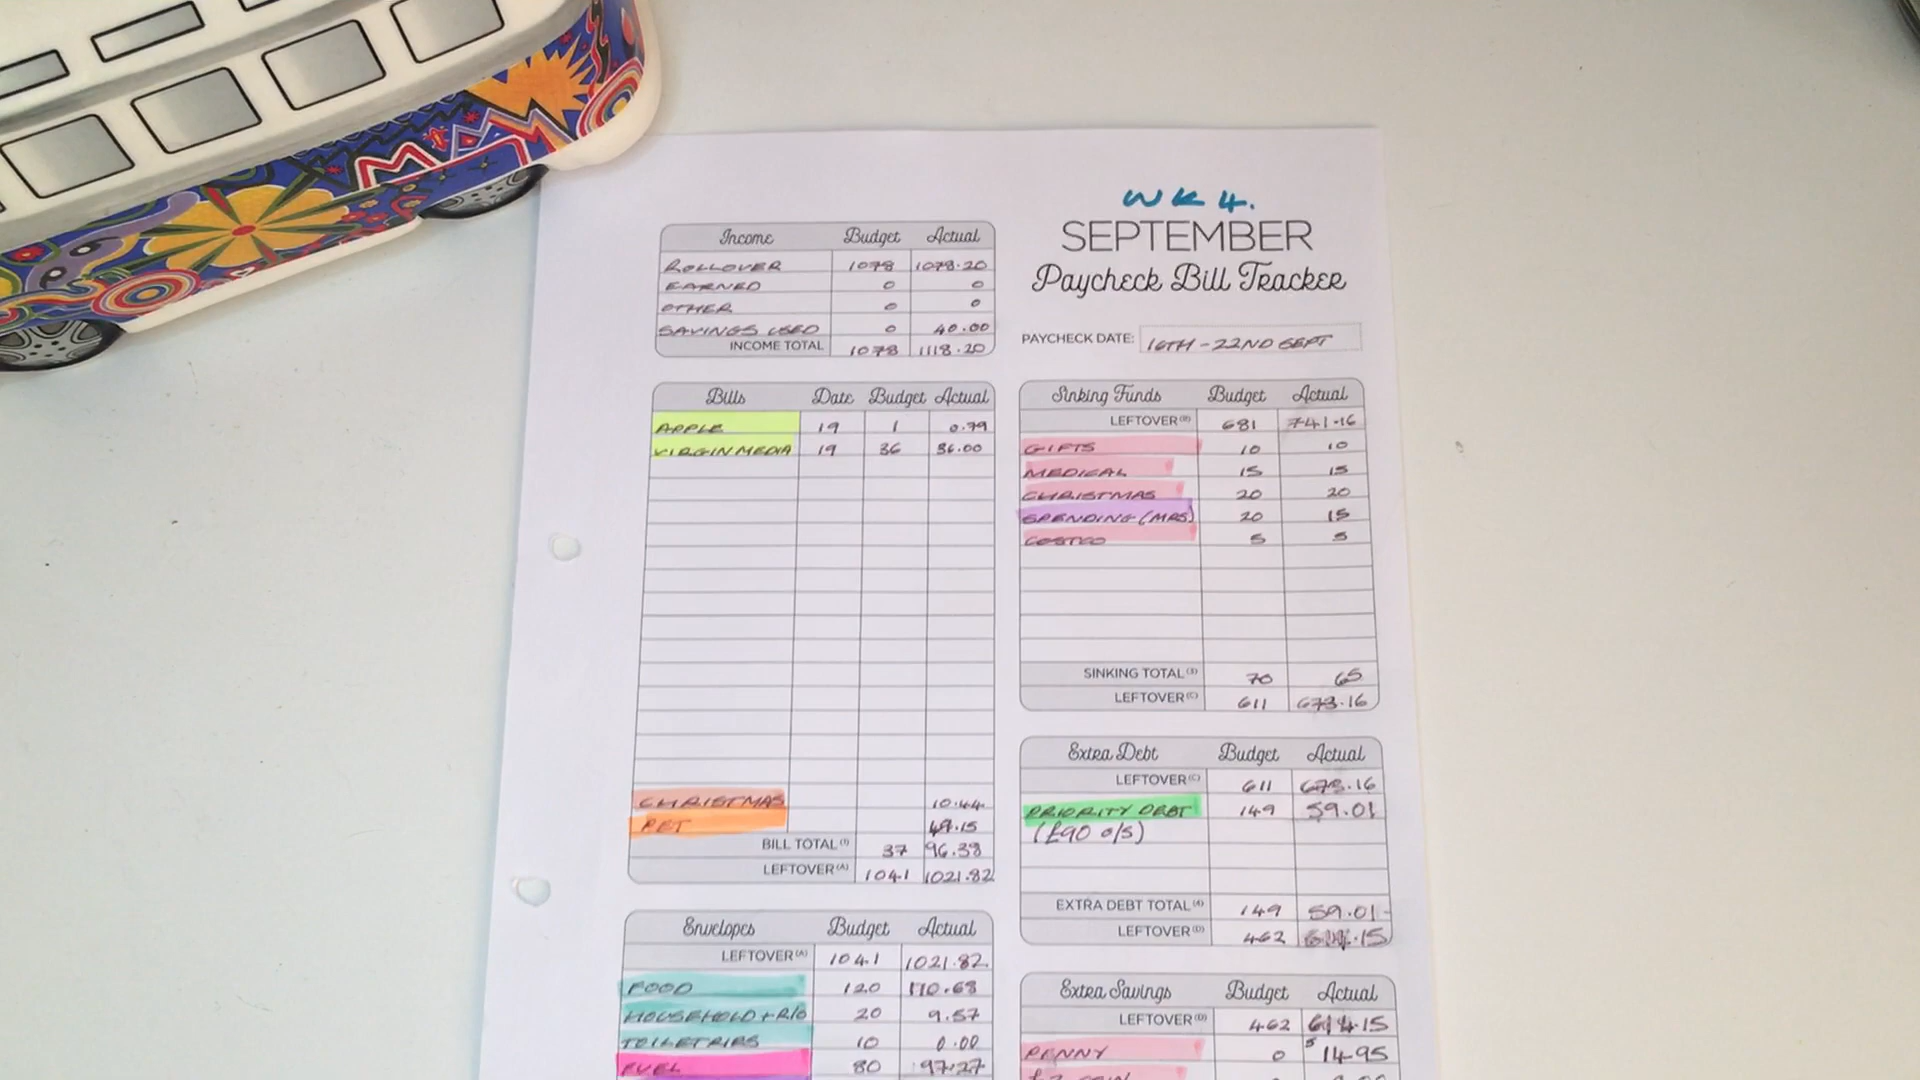 WK 4.
SEPTEMBER
Paycheck Bill Tracker
PAYCHECK DATE: 16TH-22ND SEPT
Income Budget Actual
ROLLOVER 1078 1078.20
EARNED 0 0
OTHER 0 0
SAVINGS USED 0 40.00
INCOME TOTAL 1078 1118.20
Bills Date Budget Actual
APPLE 19 1 0.79
VIRGIN MEDIA 19 36 36.00
CHRISTMAS 10.44
PET 49.15
BILL TOTAL (1) 37 96.38
LEFTOVER (A) 1041 1021.82
Envelopes Budget Actual
LEFTOVER (A) 1041 1021.82
FOOD 120 110.68
HOUSEHOLD + R/O 20 9.57
TOILETRIES 10 0.00
FUEL 80 97.27
Sinking Funds Budget Actual
LEFTOVER (B) 681 741.16
GIFTS 10 10
MEDICAL 15 15
CHRISTMAS 20 20
SPENDING (MRS) 20 15
COSTCO 5 5
SINKING TOTAL (3) 70 65
LEFTOVER (C) 611 673.16
Extra Debt Budget Actual
LEFTOVER (C) 611 673.16
PRIORITY DEBT 149 59.01
(£90 o/s)
EXTRA DEBT TOTAL (4) 149 59.01
LEFTOVER (D) 462
Extra Savings Budget Actual
LEFTOVER (D) 462
PENNY 0 14.95